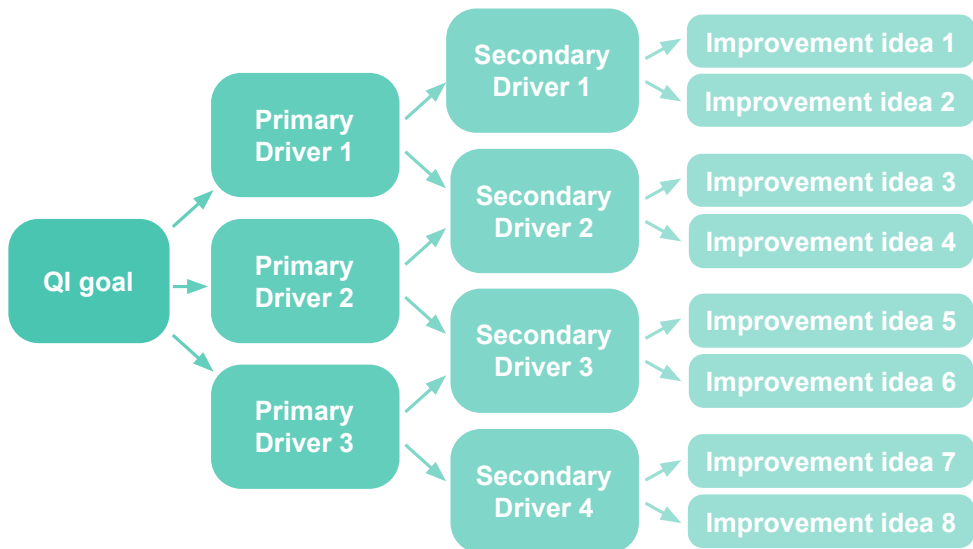 QI goal
Primary
Driver 1
Primary
Driver 2
Primary
Driver 3
Secondary
Driver 1
Secondary
Driver 2
Secondary
Driver 3
Secondary
Driver 4
Improvement idea 1
Improvement idea 2
Improvement idea 3
Improvement idea 4
Improvement idea 5
Improvement idea 6
Improvement idea 7
Improvement idea 8